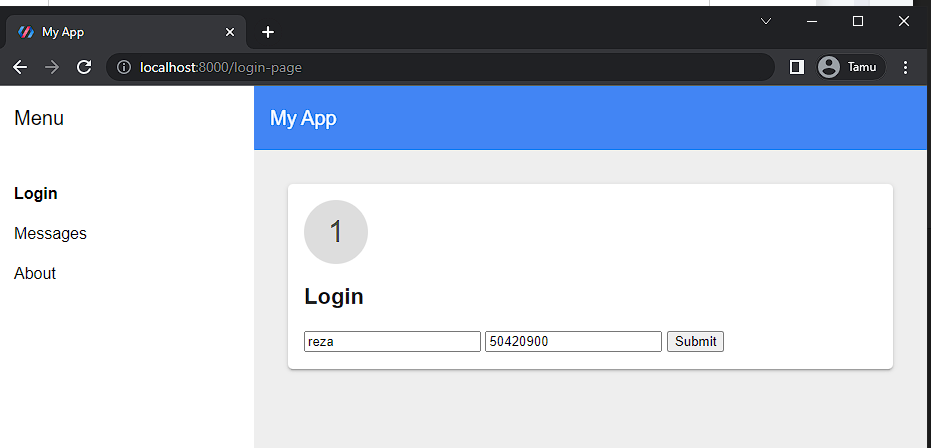 My App
localhost:8000/login-page
Tamu
Menu
My App
Login
Messages
About
1
Login
reza 50420900 Submit